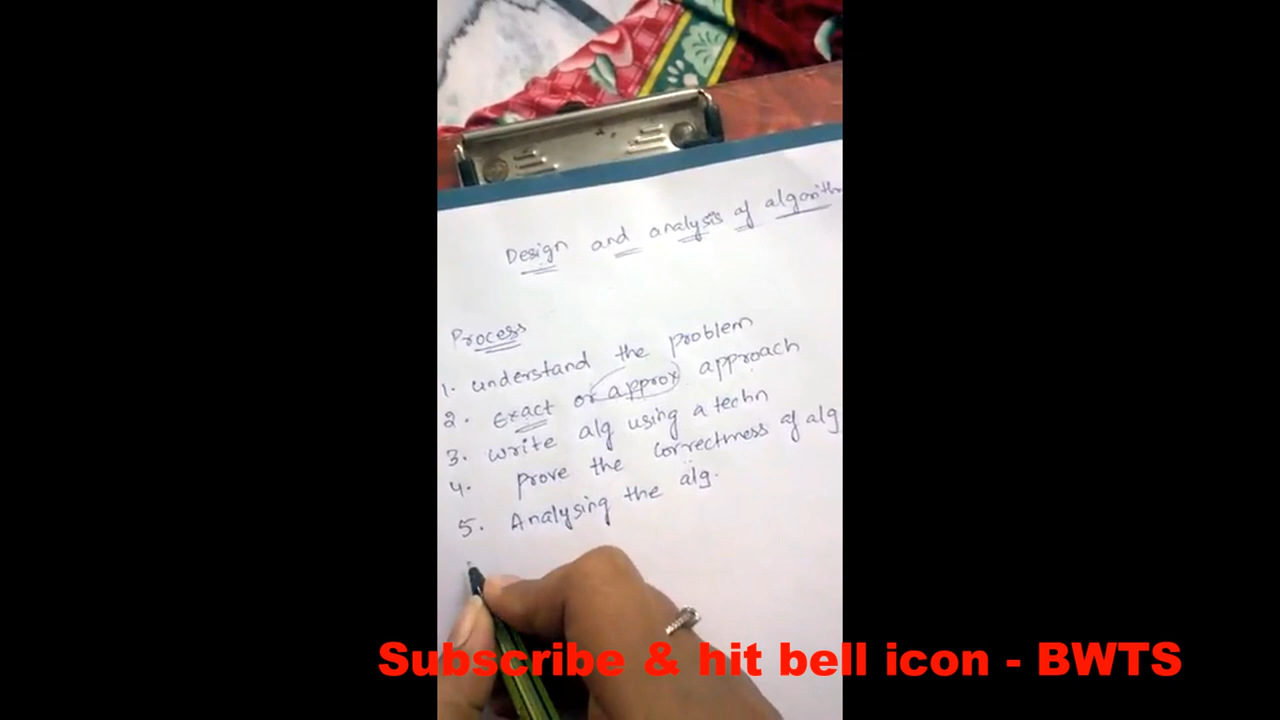 Design and analysis of algorith
Process
1. understand the problem
2. exact or approx approach
3. write alg using a techn
4. prove the correctness of alg
5. Analysing the alg.
Subscribe & hit bell icon - BWTS